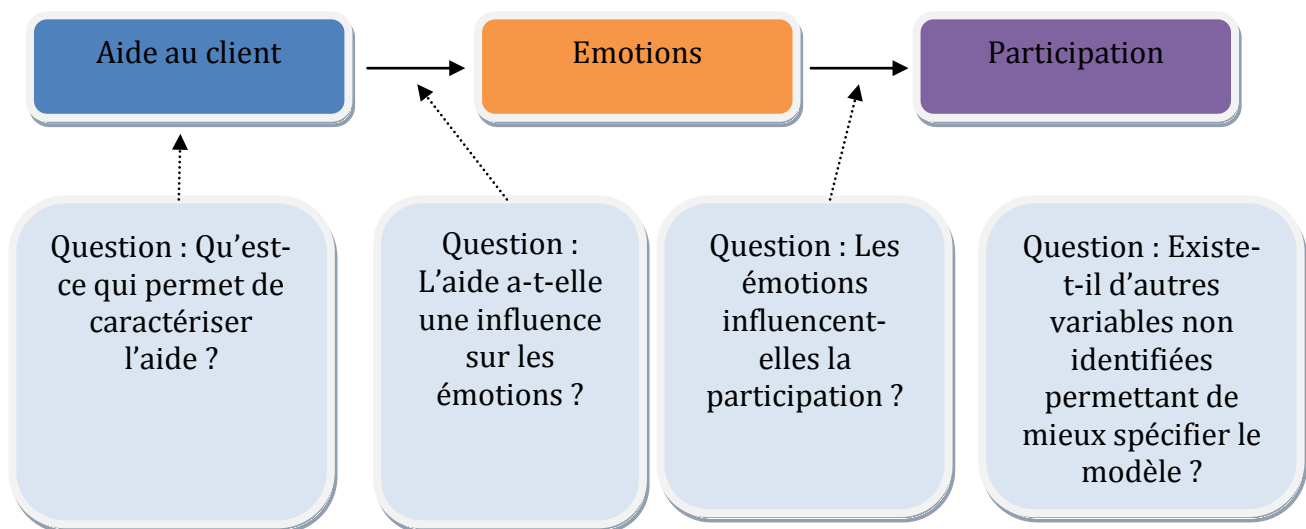 Aide au client
Emotions
Participation
Question : Qu’est-
ce qui permet de
caractériser
l’aide ?
Question :
L’aide a-t-elle
une influence
sur les
émotions ?
Question : Les
émotions
influencent-
elles la
participation ?
Question : Existe-
t-il d’autres
variables non
identifiées
permettant de
mieux spécifier le
modèle ?